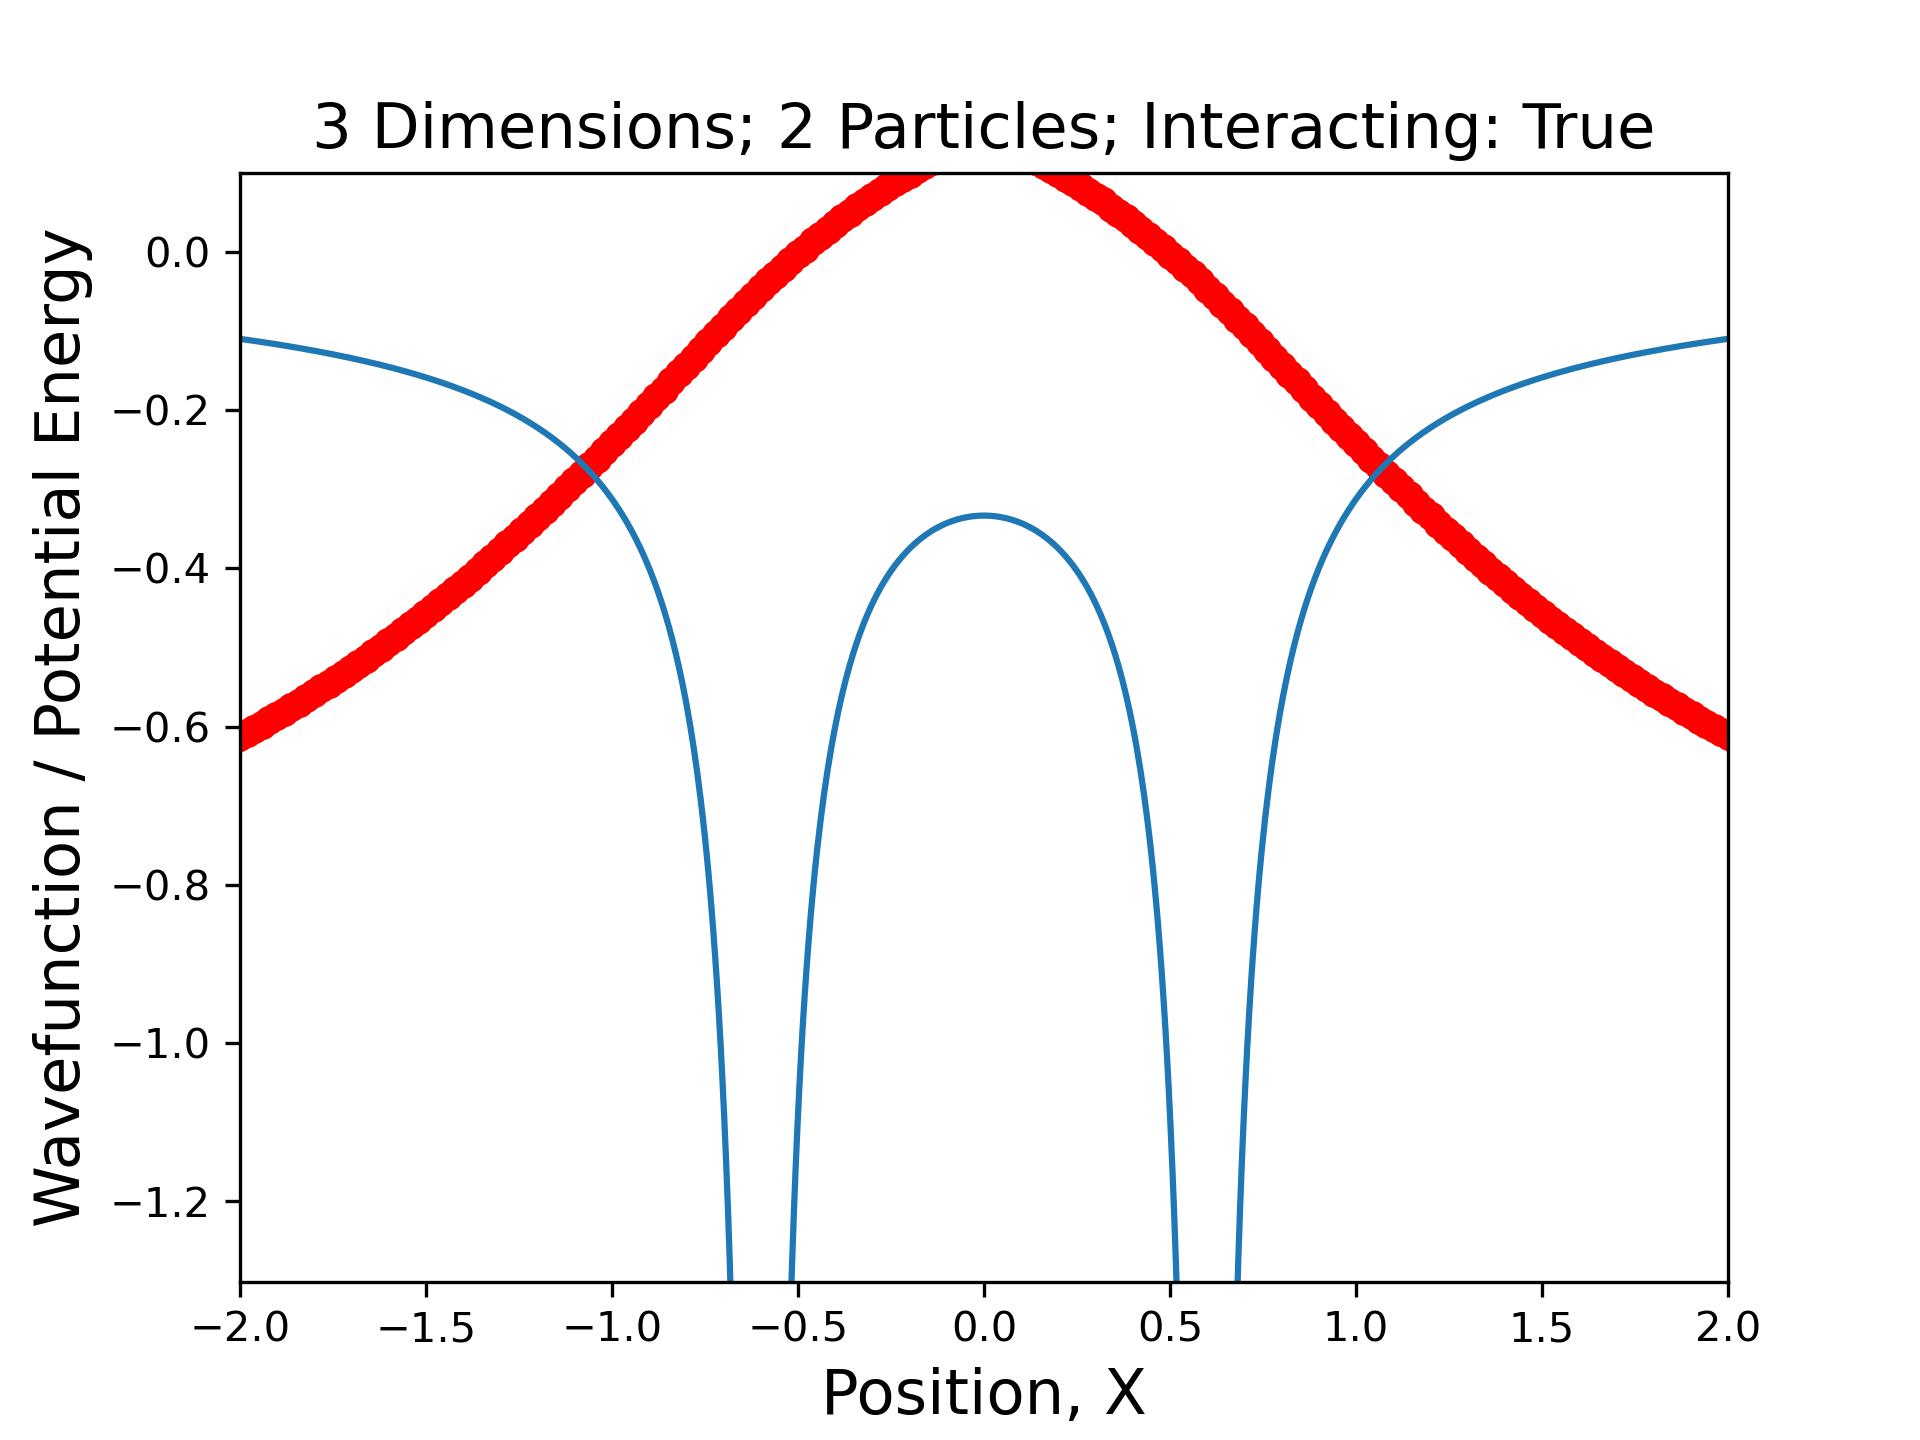 3 Dimensions; 2 Particles; Interacting: True
Wavefunction / Potential Energy
0.0
−0.2
−0.4
−0.6
−0.8
−1.0
−1.2
−2.0 −1.5 −1.0 −0.5 0.0 0.5 1.0 1.5 2.0
Position, X